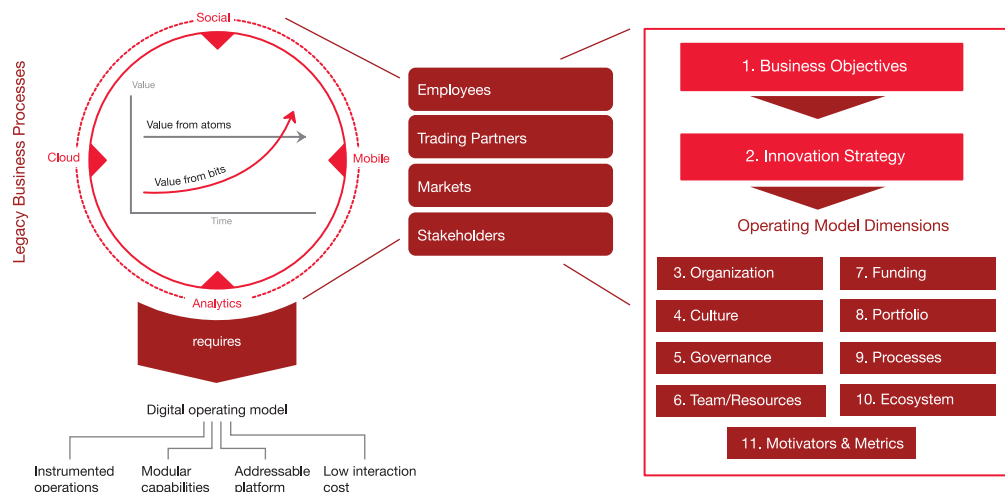 Legacy Business Processes
Social
Cloud
Mobile
Analytics
Value
Value from atoms
Value from bits
Time
requires
Digital operating model
Instrumented
operations
Modular
capabilities
Addressable
platform
Low interaction
cost
Employees
Trading Partners
Markets
Stakeholders
1. Business Objectives
2. Innovation Strategy
Operating Model Dimensions
3. Organization
4. Culture
5. Governance
6. Team/Resources
7. Funding
8. Portfolio
9. Processes
10. Ecosystem
11. Motivators & Metrics